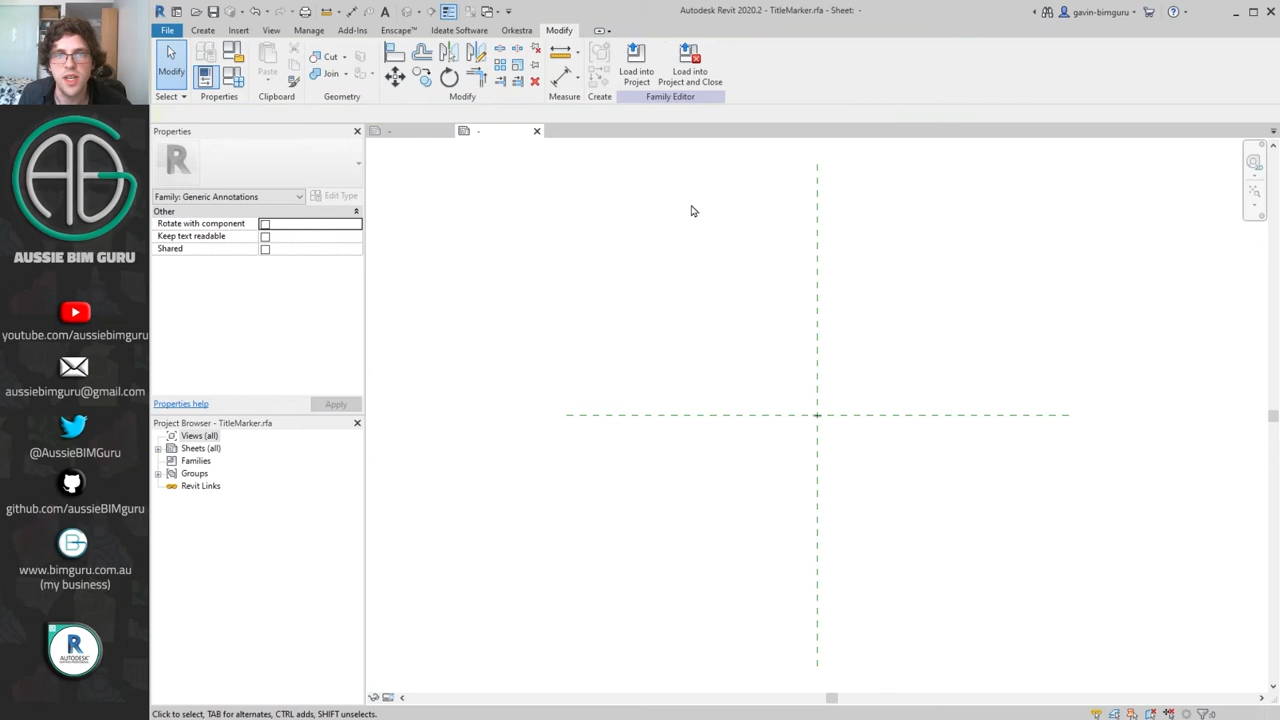 Autodesk Revit 2020.2 - TitleMarker.rfa - Sheet: -
gavin-bimguru
File
Create
Insert
View
Manage
Add-Ins
Enscape™
Ideate Software
Orkestra
Modify
Modify
Paste
Cut
Join
Load into
Project
Load into
Project and Close
Select
Properties
Clipboard
Geometry
Modify
Measure
Create
Family Editor
Properties
-
-
R
Family: Generic Annotations
Edit Type
Other
Rotate with component
Keep text readable
Shared
Properties help
Apply
Project Browser - TitleMarker.rfa
Views (all)
Sheets (all)
Families
Groups
Revit Links
AUSSIE BIM GURU
youtube.com/aussiebimguru
aussiebimguru@gmail.com
@AussieBIMGuru
github.com/aussieBIMguru
www.bimguru.com.au
(my business)
R
AUTODESK
Click to select, TAB for alternates, CTRL adds, SHIFT unselects.
:0